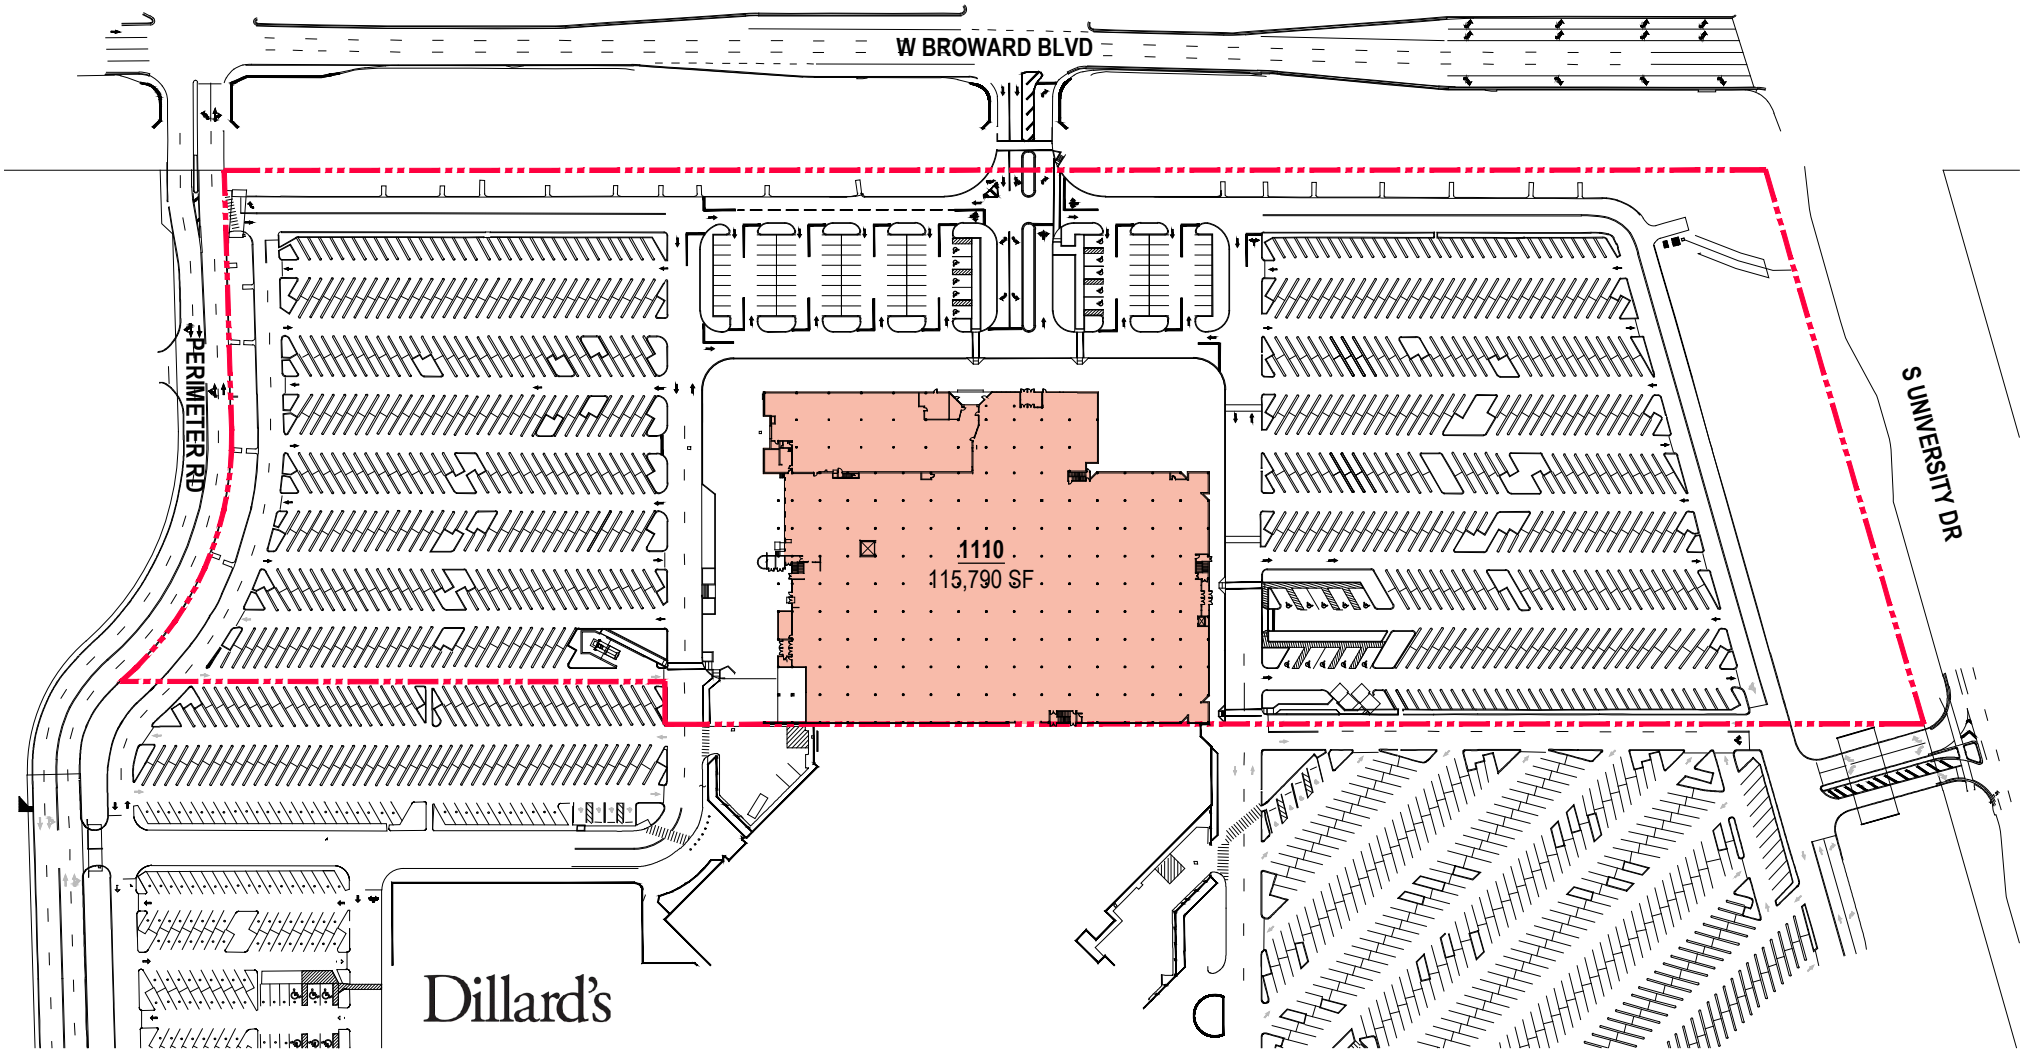 W BROWARD BLVD
PERIMETER RD
S UNIVERSITY DR
1110
115,790 SF
Dillard's